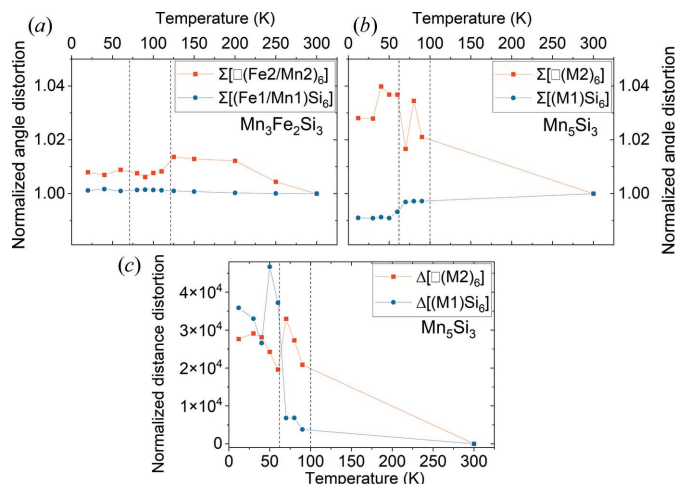 Temperature (K)
(a)
0 50 100 150 200 250 300
Normalized angle distortion
1.04
1.02
1.00
Σ[□(Fe2/Mn2)6]
Σ[(Fe1/Mn1)Si6]
Mn3Fe2Si3
Temperature (K)
(b)
0 50 100 150 200 250 300
1.04
1.02
1.00
Normalized angle distortion
Σ[□(M2)6]
Σ[(M1)Si6]
Mn5Si3
(c)
Normalized distance distortion
4×10^4
3×10^4
2×10^4
1×10^4
0
Δ[□(M2)6]
Δ[(M1)Si6]
Mn5Si3
0 50 100 150 200 250 300
Temperature (K)